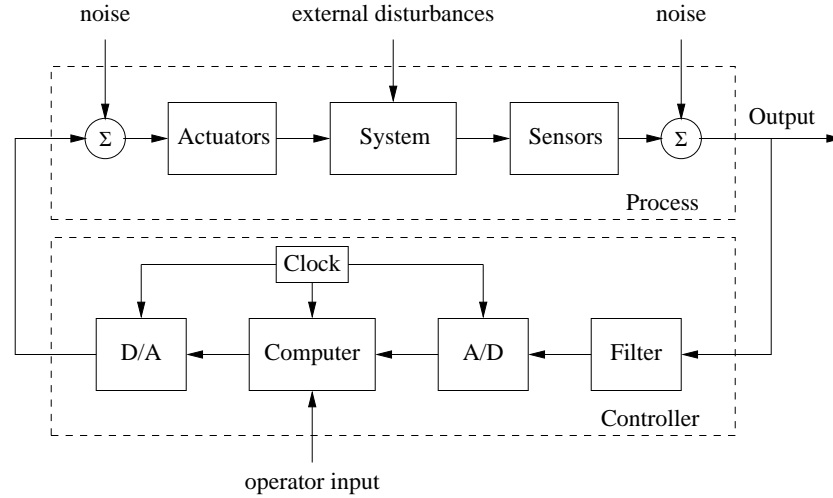 noise
external disturbances
noise
Σ
Actuators
System
Sensors
Σ
Output
Process
Clock
D/A
Computer
A/D
Filter
Controller
operator input